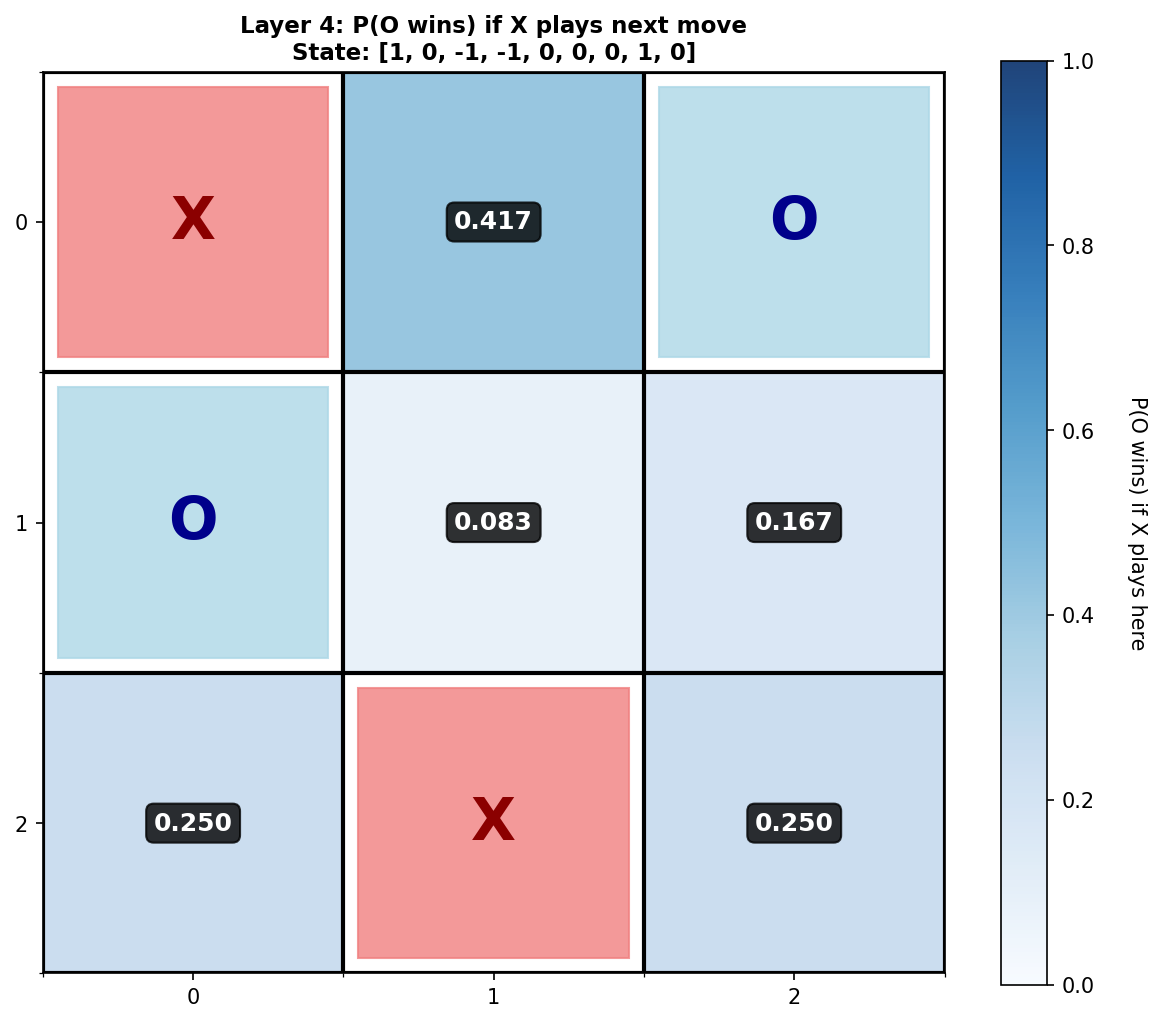 Layer 4: P(O wins) if X plays next move
State: [1, 0, -1, -1, 0, 0, 0, 1, 0]
0
X
0.417
O
1
O
0.083
0.167
2
0.250
X
0.250
0
1
2
1.0
0.8
0.6
0.4
0.2
0.0
P(O wins) if X plays here